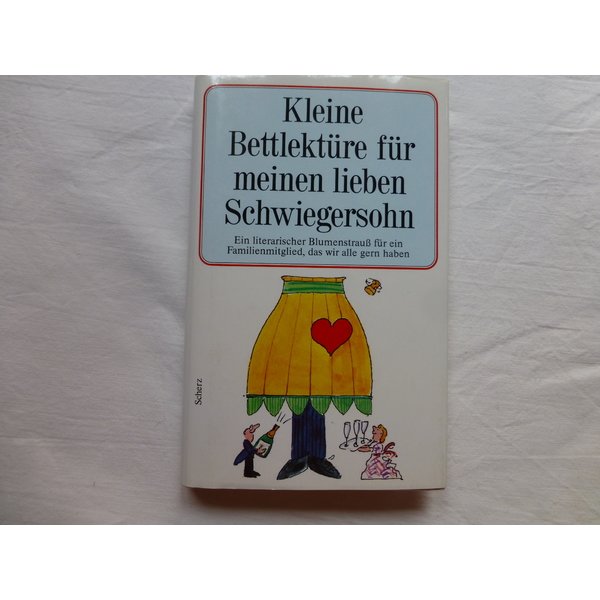 Kleine
Bettlektüre für
meinen lieben
Schwiegersohn
Ein literarischer Blumenstrauß für ein
Familienmitglied, das wir alle gern haben
Scherz